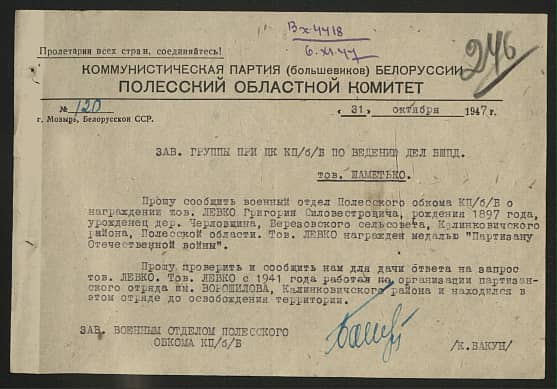 Вх 4418
6.XI.47
246
Пролетарии всех стран, соединяйтесь!
КОММУНИСТИЧЕСКАЯ ПАРТИЯ (большевиков) БЕЛОРУССИИ
ПОЛЕССКИЙ ОБЛАСТНОЙ КОМИТЕТ
№ 120 « 31 » октября 1947 г.
г. Мозырь, Белорусской ССР.
ЗАВ. ГРУППЫ ПРИ ЦК КП/б/Б ПО ВЕДЕНИЮ ДЕЛ БШПД.
тов. ШАМЕТЬКО.
Прошу сообщить военный отдел Полесского обкома КП/б/Б о
награждении тов. ЛЕВКО Григория Силовестровича, рождения 1897 года,
урожденец дер. Черловщина, Березовского сельсовета, Калинковичского
района, Полесской области. Тов. ЛЕВКО награжден медалью "Партизану
Отечественной войны".
Прошу проверить и сообщить нам для дачи ответа на запрос
тов. ЛЕВКО. Тов. ЛЕВКО с 1941 года работал по организации партизан-
ского отряда им. ВОРОШИЛОВА, Калинковичского района и находился в
этом отряде до освобождения территории.
ЗАВ. ВОЕННЫМ ОТДЕЛОМ ПОЛЕССКОГО
ОБКОМА КП/б/Б /К.ВАКУН/